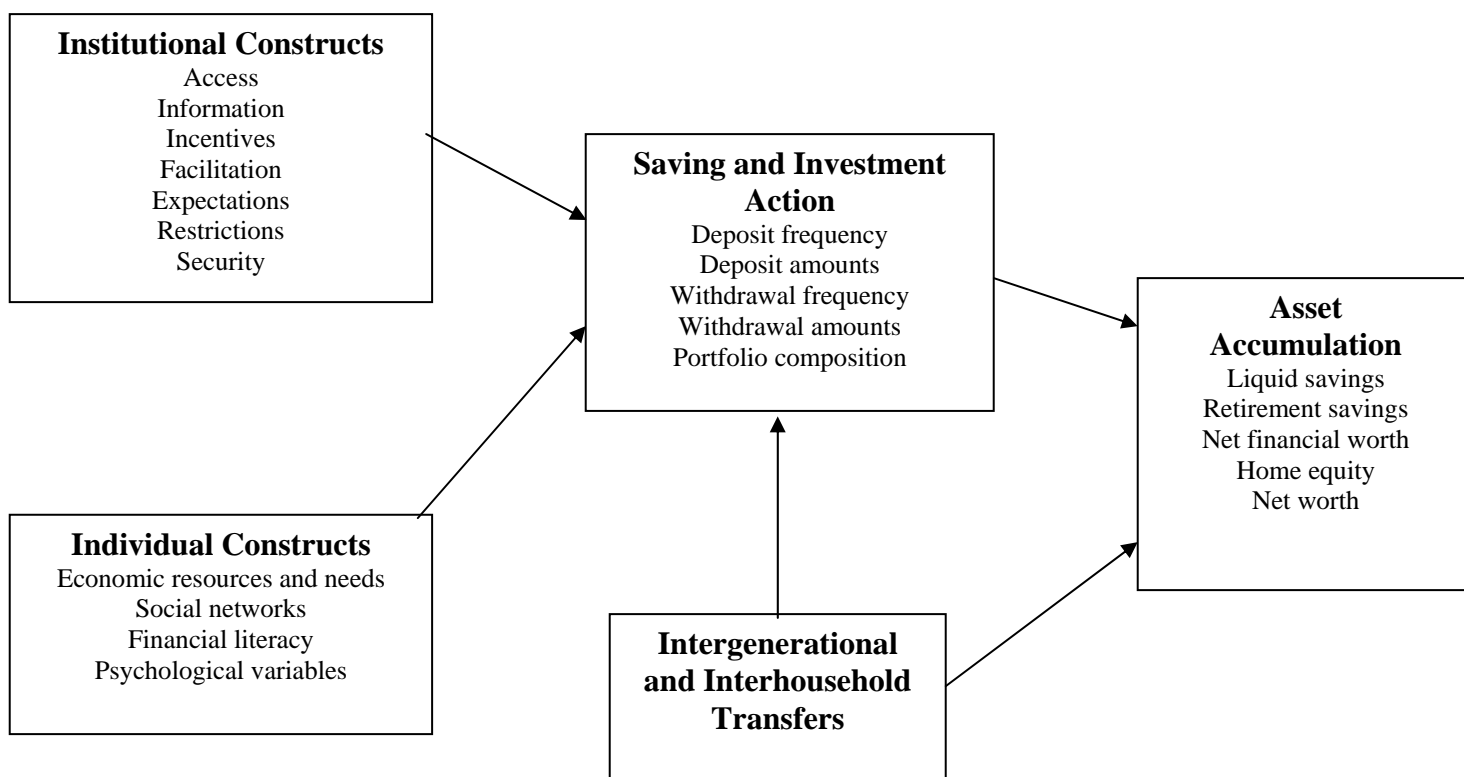 Institutional Constructs
Access
Information
Incentives
Facilitation
Expectations
Restrictions
Security
Saving and Investment
Action
Deposit frequency
Deposit amounts
Withdrawal frequency
Withdrawal amounts
Portfolio composition
Asset
Accumulation
Liquid savings
Retirement savings
Net financial worth
Home equity
Net worth
Individual Constructs
Economic resources and needs
Social networks
Financial literacy
Psychological variables
Intergenerational
and Interhousehold
Transfers